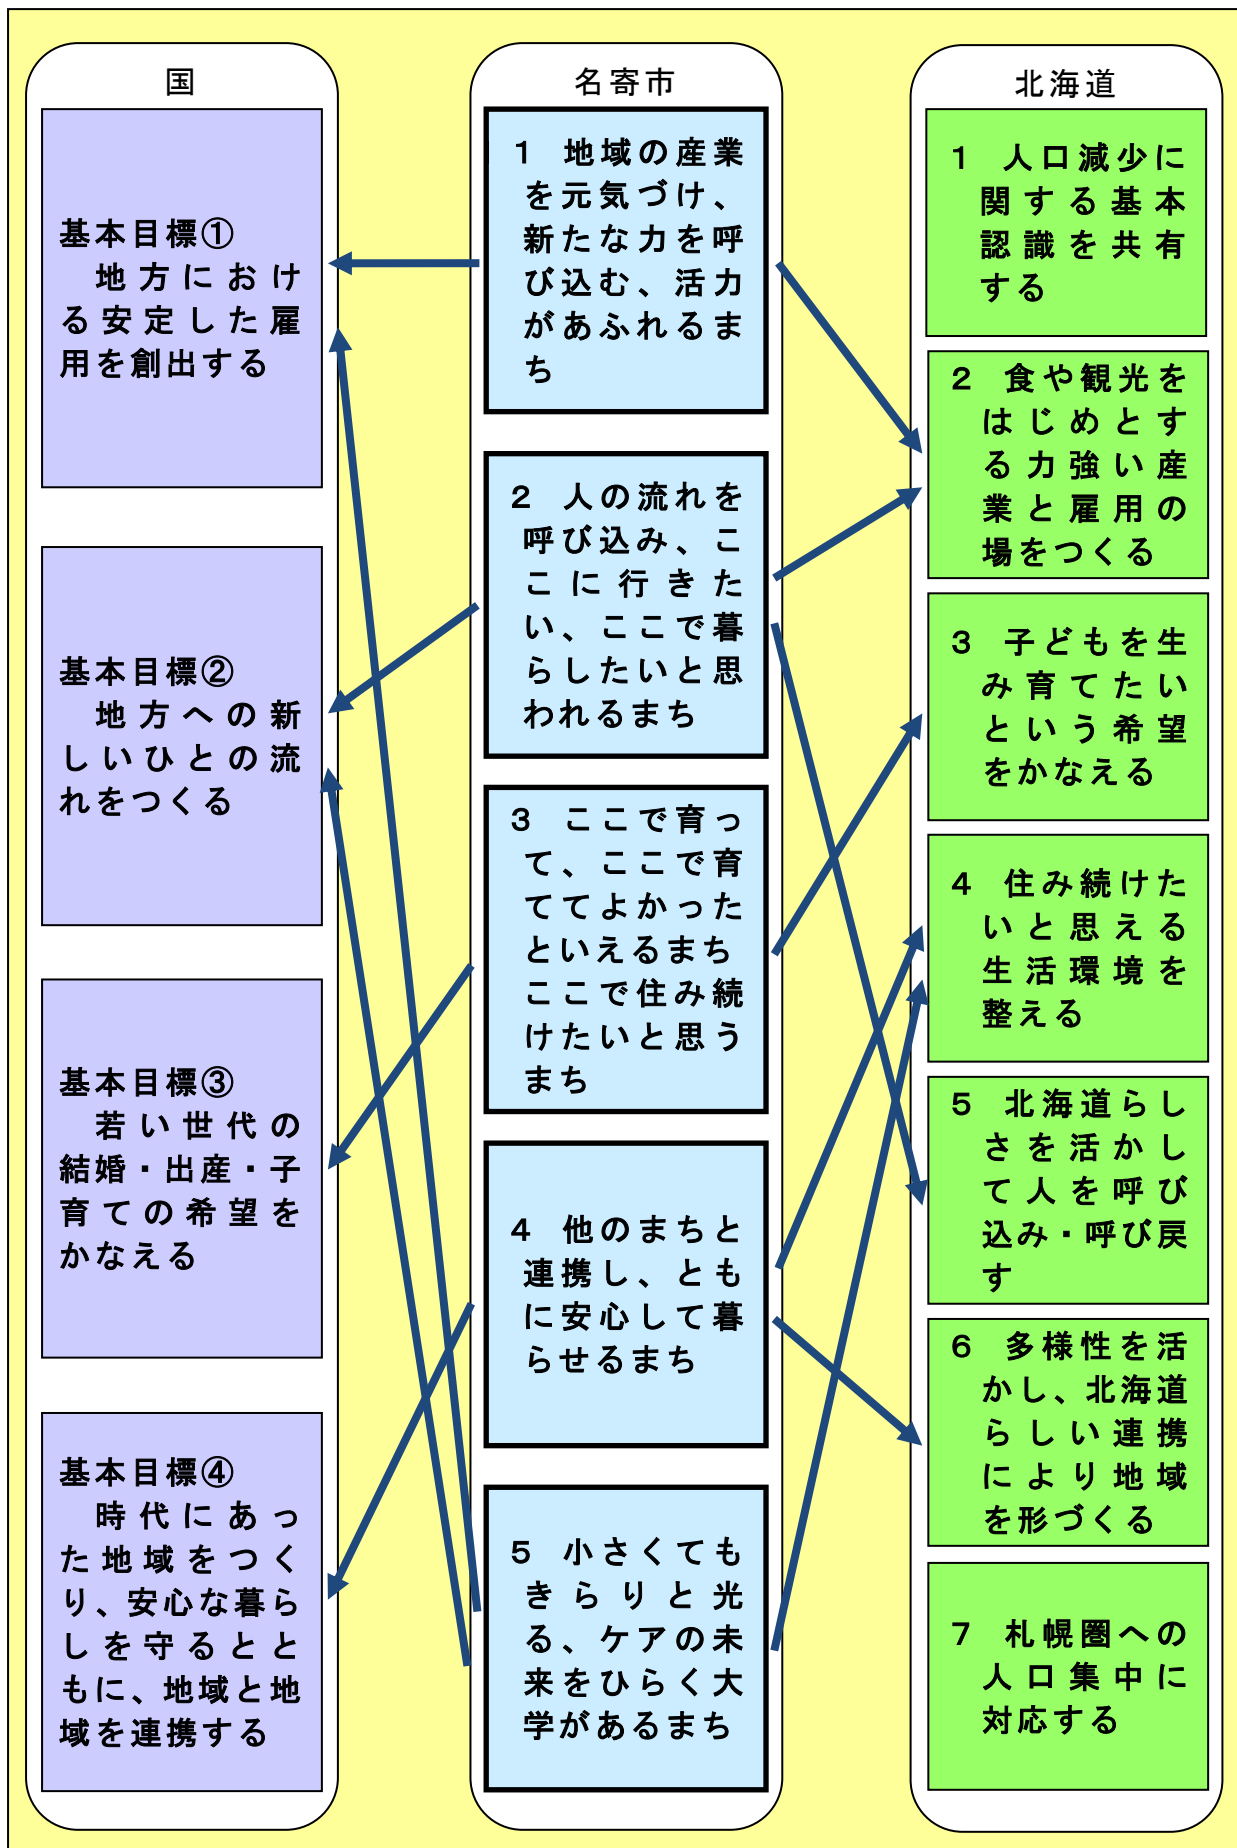 国
基本目標①
地方におけ
る安定した雇
用を創出する
基本目標②
地方への新
しいひとの流
れをつくる
基本目標③
若い世代の
結婚・出産・子
育ての希望を
かなえる
基本目標④
時代にあっ
た地域をつく
り、安心な暮ら
しを守るとと
もに、地域と地
域を連携する
名寄市
1 地域の産業
を元気づけ、
新たな力を呼
び込む、活力
があふれるま
ち
2 人の流れを
呼び込み、こ
こに行きた
い、ここで暮
らしたいと思
われるまち
3 ここで育っ
て、ここで育
ててよかった
といえるまち
ここで住み続
けたいと思う
まち
4 他のまちと
連携し、とも
に安心して暮
らせるまち
5 小さくても
きらりと光
る、ケアの未
来をひらく大
学があるまち
北海道
1 人口減少に
関する基本
認識を共有
する
2 食や観光を
はじめとす
る力強い産
業と雇用の
場をつくる
3 子どもを生
み育てたい
という希望
をかなえる
4 住み続けた
いと思える
生活環境を
整える
5 北海道らし
さを活かし
て人を呼び
込み・呼び戻
す
6 多様性を活
かし、北海道
らしい連携
により地域
を形づくる
7 札幌圏への
人口集中に
対応する